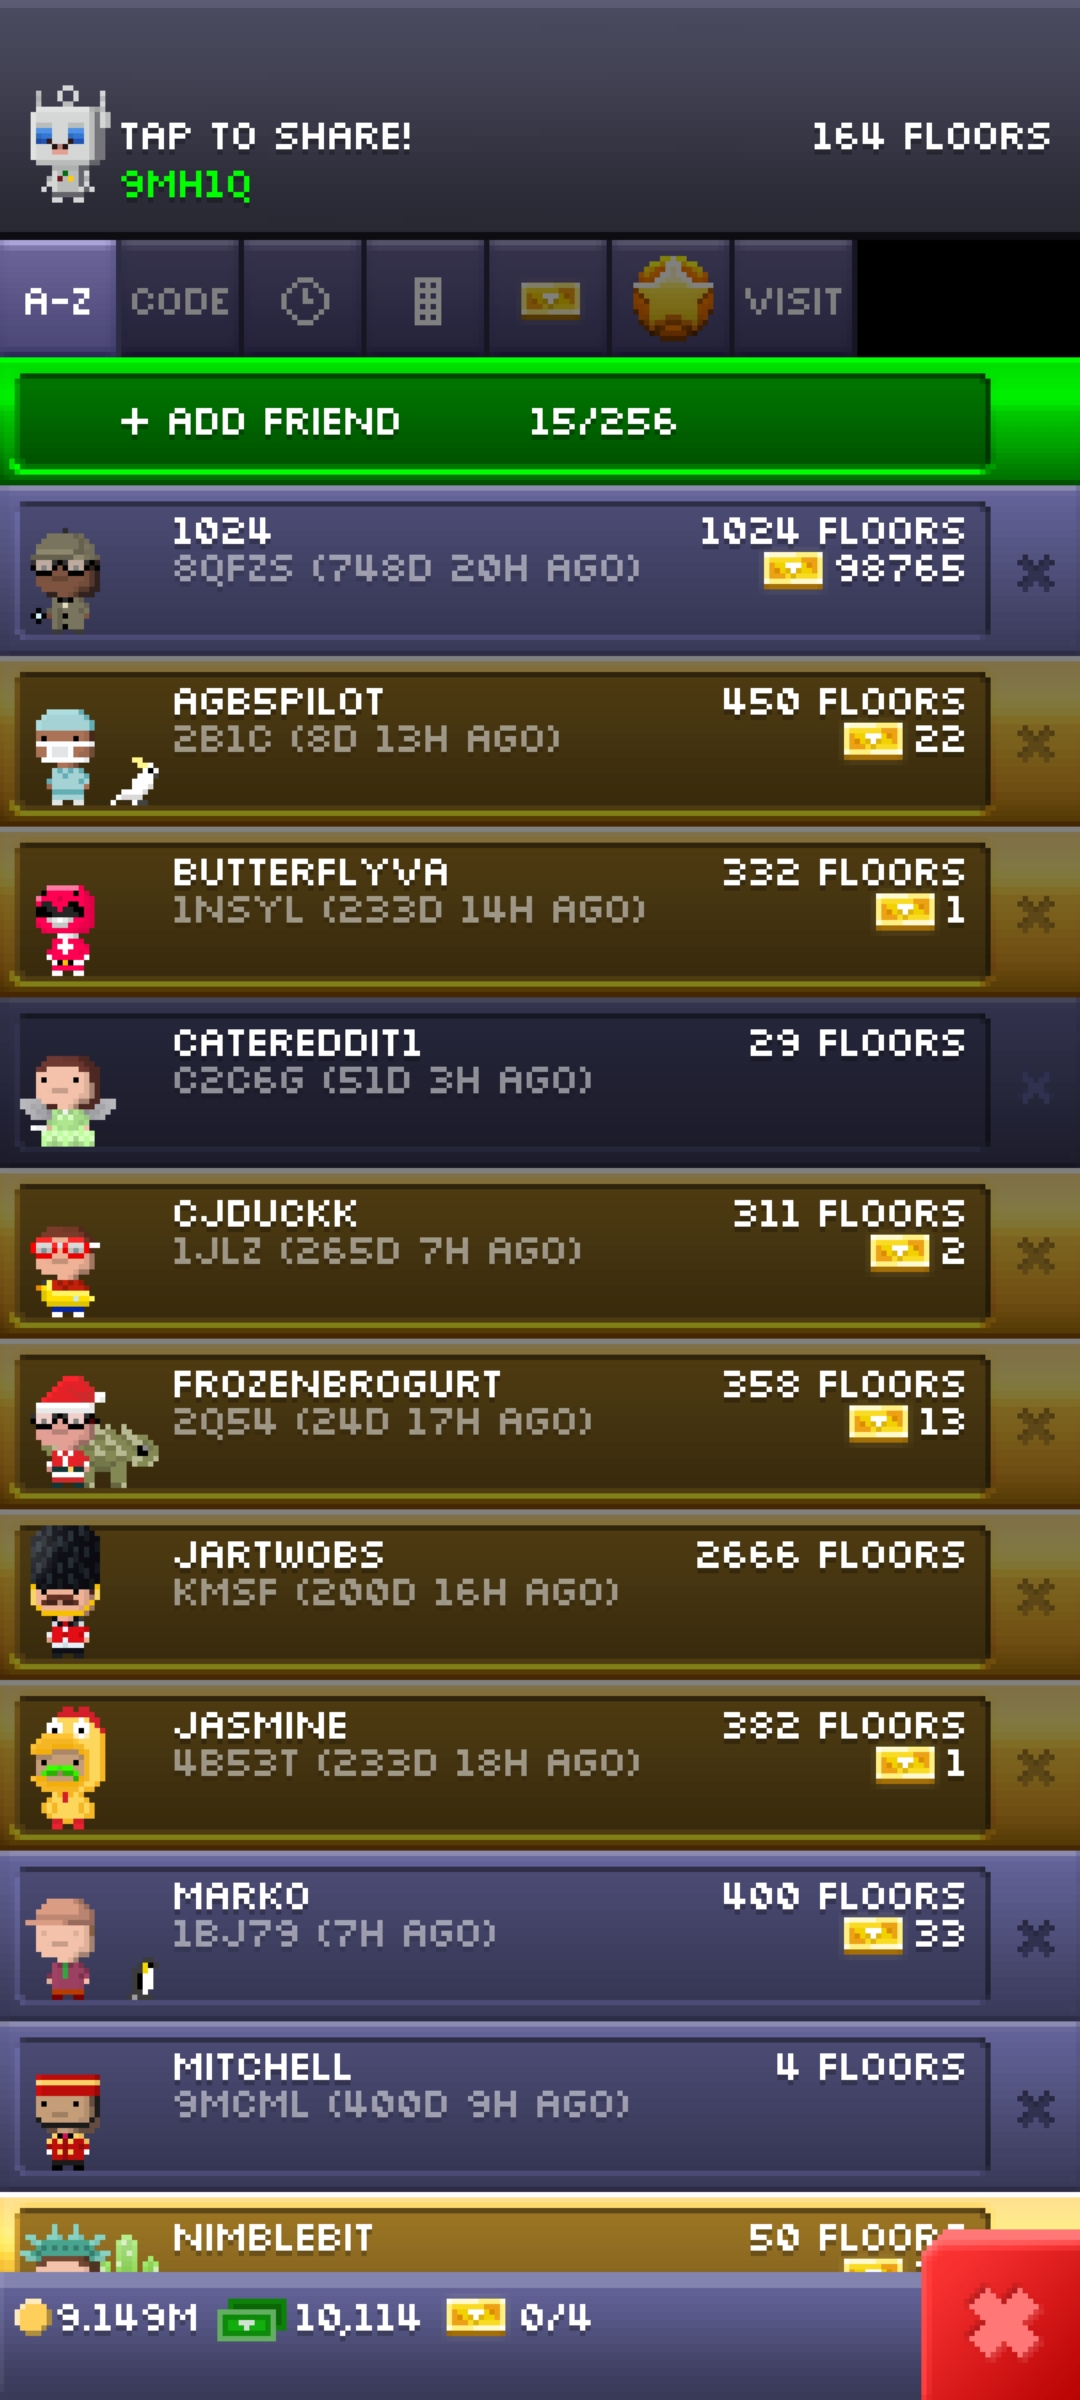 TAP TO SHARE!
164 FLOORS
9MH1Q
A-Z
CODE
VISIT
+ ADD FRIEND 15/256
1024
1024 FLOORS
8QFZS (748D 20H AGO)
98765
AGB5PILOT
450 FLOORS
2B1C (8D 13H AGO)
22
BUTTERFLYVA
332 FLOORS
1NSYL (233D 14H AGO)
1
CATEREDDIT1
29 FLOORS
C2C6G (51D 3H AGO)
CJDUCKK
311 FLOORS
1JLZ (265D 7H AGO)
2
FROZENBROGURT
358 FLOORS
2Q54 (24D 17H AGO)
13
JARTWOBS
2666 FLOORS
KMSF (200D 16H AGO)
JASMINE
382 FLOORS
4B53T (233D 18H AGO)
1
MARKO
400 FLOORS
1BJ79 (7H AGO)
33
MITCHELL
4 FLOORS
9MCML (400D 9H AGO)
NIMBLEBIT
50 FLOORS
9.149M 10,114 0/4